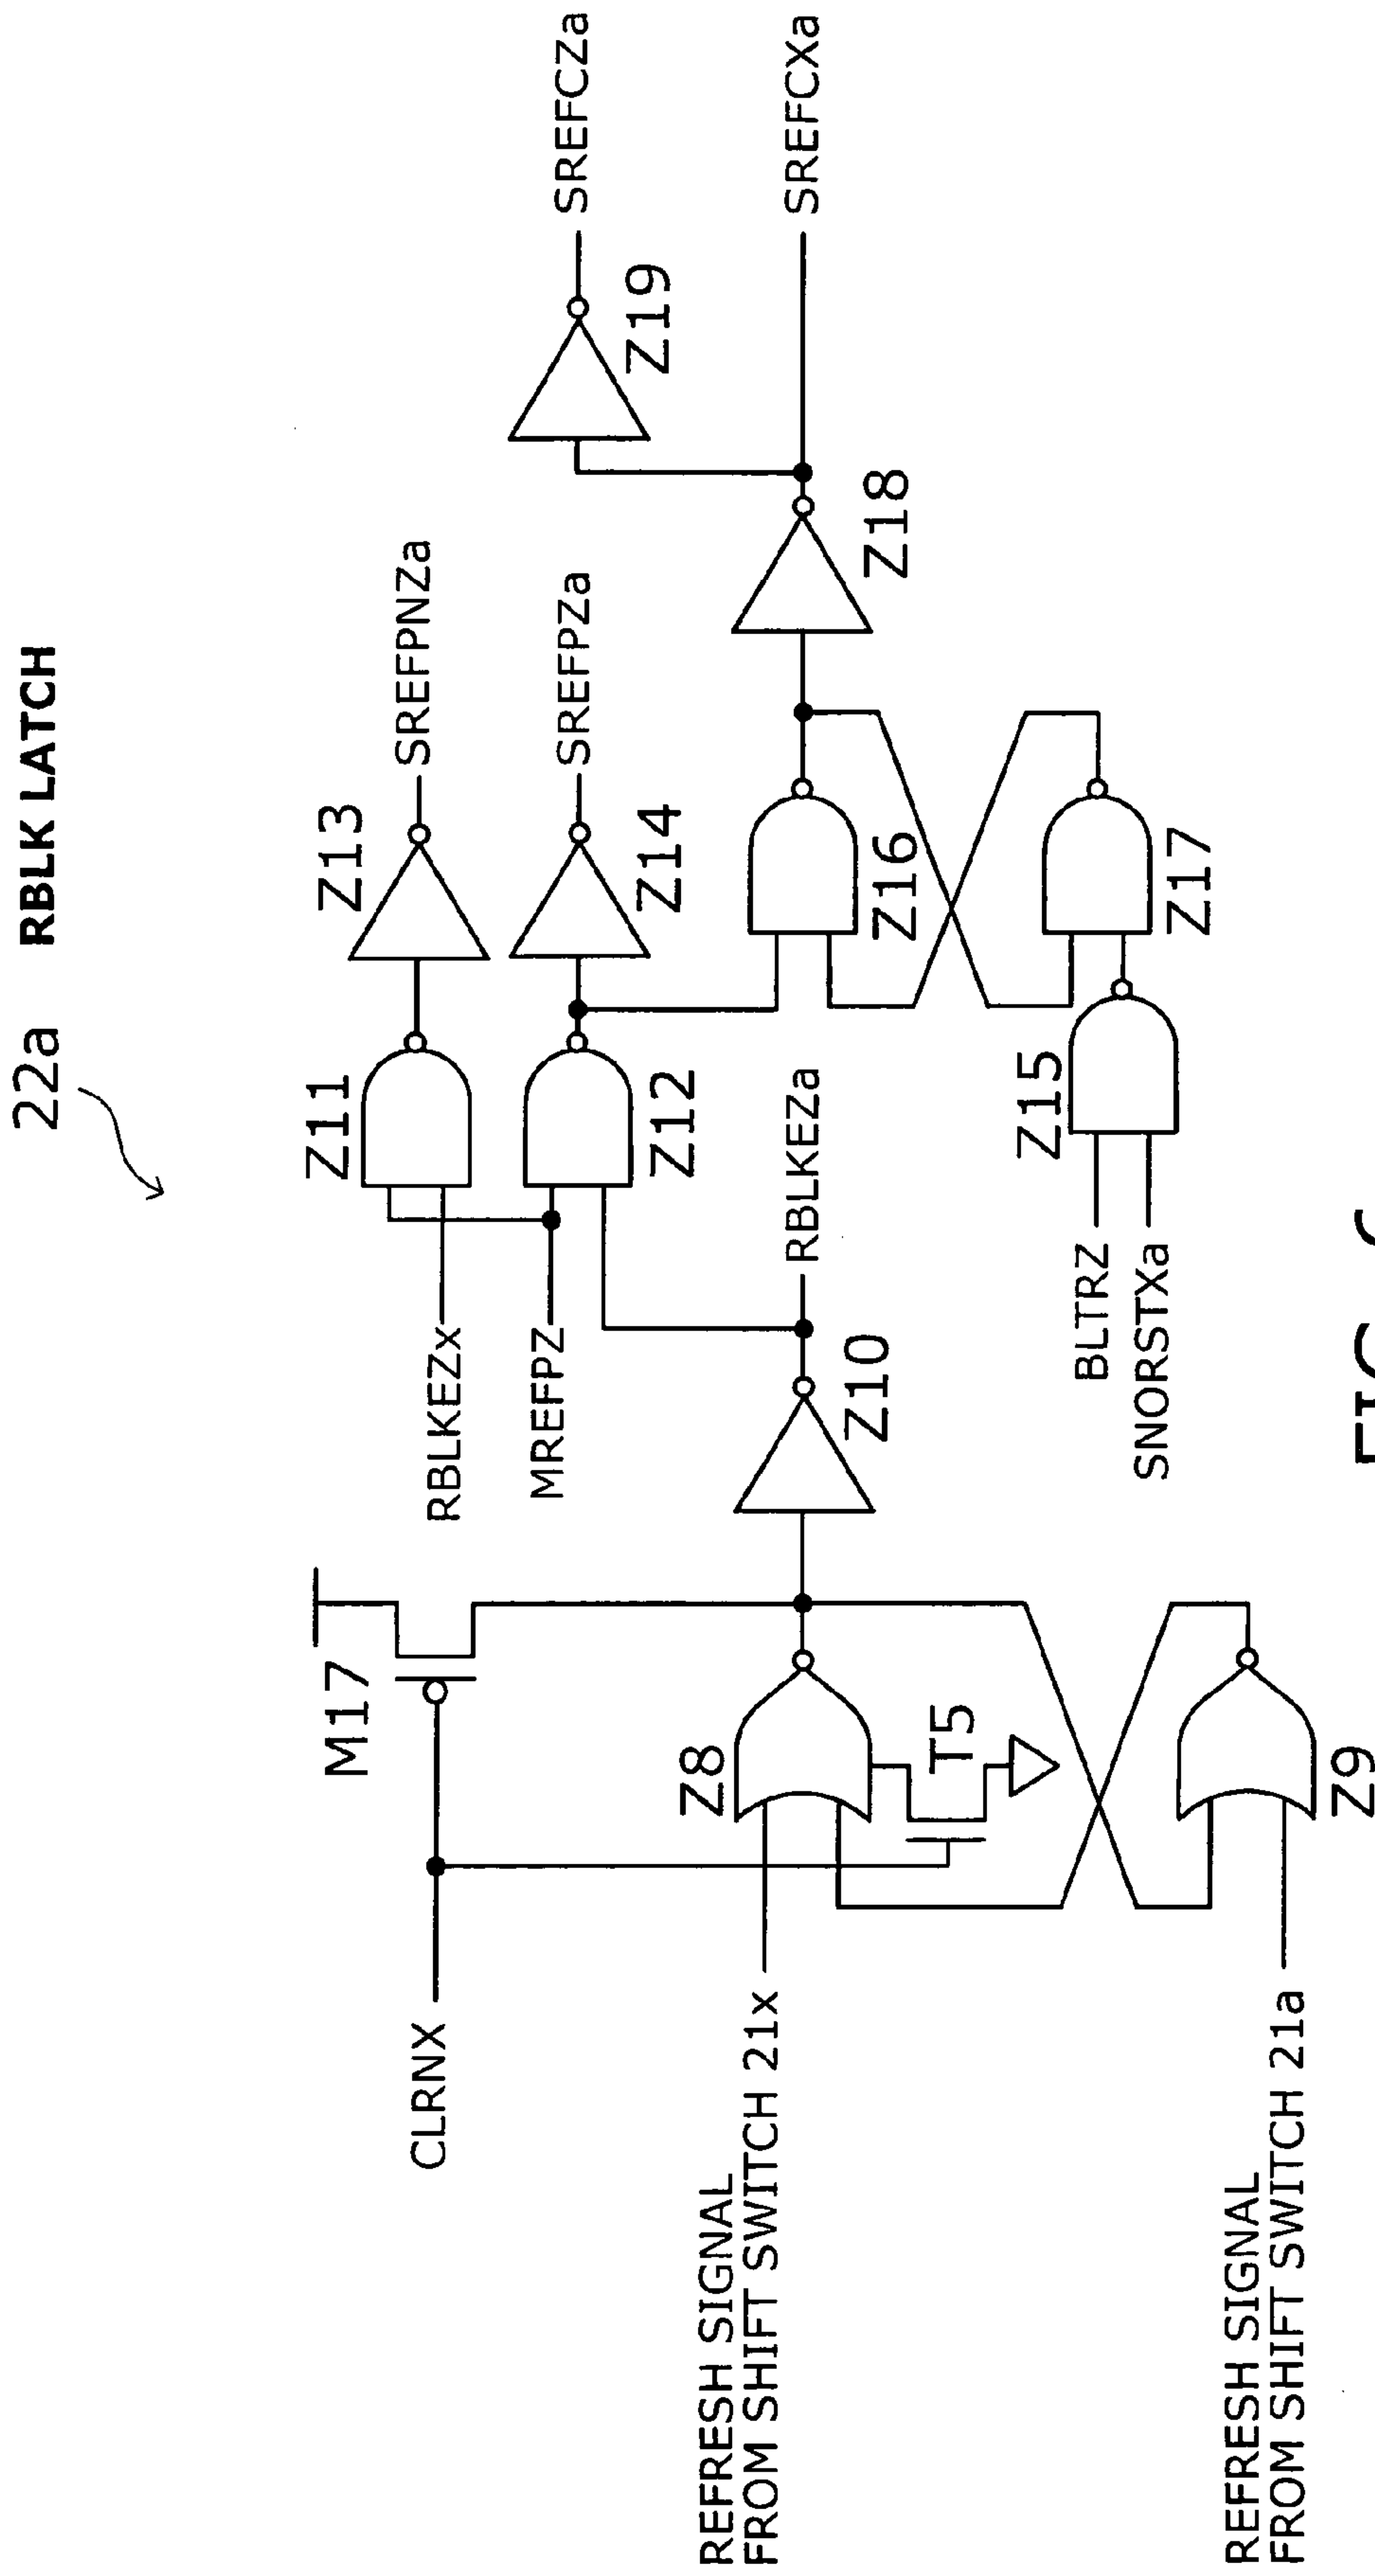 22a RBLK LATCH
CLRNX
M17
REFRESH SIGNAL
FROM SHIFT SWITCH 21x
Z8
T5
REFRESH SIGNAL
FROM SHIFT SWITCH 21a
Z9
Z10
RBLKEZa
RBLKEZx
MREFPZ
Z11
Z12
Z13
SREFPNZa
Z14
SREFPZa
BLTRZ
SNORSTXa
Z15
Z16
Z17
Z18
Z19
SREFCZa
SREFCXa